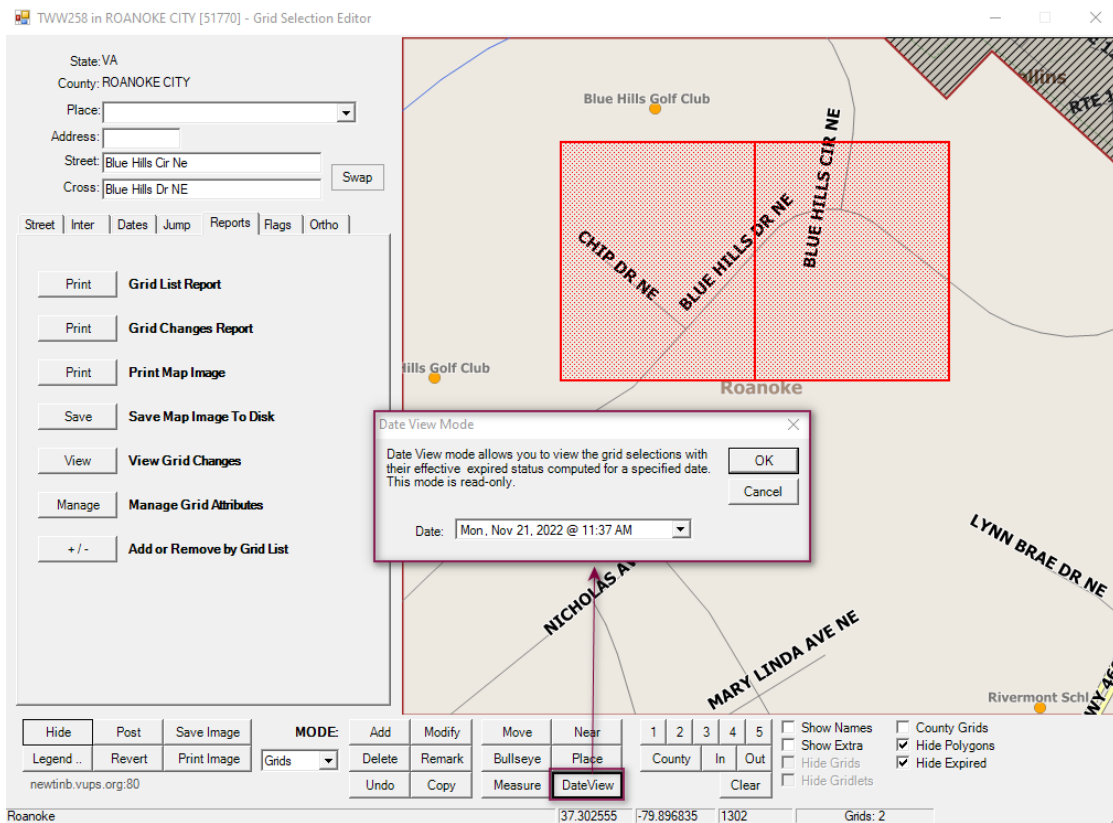 TWW258 in ROANOKE CITY [51770] - Grid Selection Editor
State: VA
County: ROANOKE CITY
Place:
Address:
Street: Blue Hills Cir Ne
Cross: Blue Hills Dr NE
Swap
Street Inter Dates Jump Reports Flags Ortho
Print Grid List Report
Print Grid Changes Report
Print Print Map Image
Save Save Map Image To Disk
View View Grid Changes
Manage Manage Grid Attributes
+ / - Add or Remove by Grid List
Blue Hills Golf Club
ollins
RTE 1
BLUE HILLS CIR NE
BLUE HILLS DR NE
CHIP DR NE
Hills Golf Club
Roanoke
Date View Mode
Date View mode allows you to view the grid selections with
their effective expired status computed for a specified date.
This mode is read-only.
OK
Cancel
Date: Mon, Nov 21, 2022 @ 11:37 AM
LYNN BRAE DR NE
NICHOLAS AV
MARY LINDA AVE NE
Rivermont Schl
WY 46
Hide Post Save Image MODE: Add Modify Move Near 1 2 3 4 5 Show Names County Grids
Show Extra Hide Polygons
Legend .. Revert Print Image Grids Delete Remark Bullseye Place County In Out Hide Grids Hide Expired
newtinb.vups.org:80 Undo Copy Measure DateView Clear Hide Gridlets
Roanoke 37.302555 -79.896835 1302 Grids: 2